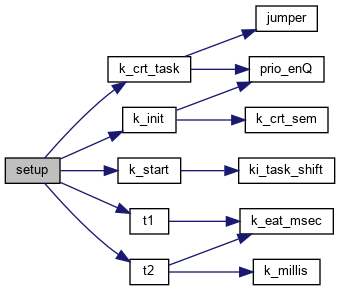 jumper
k_crt_task
prio_enQ
k_init
k_crt_sem
setup
k_start
ki_task_shift
t1
k_eat_msec
t2
k_millis